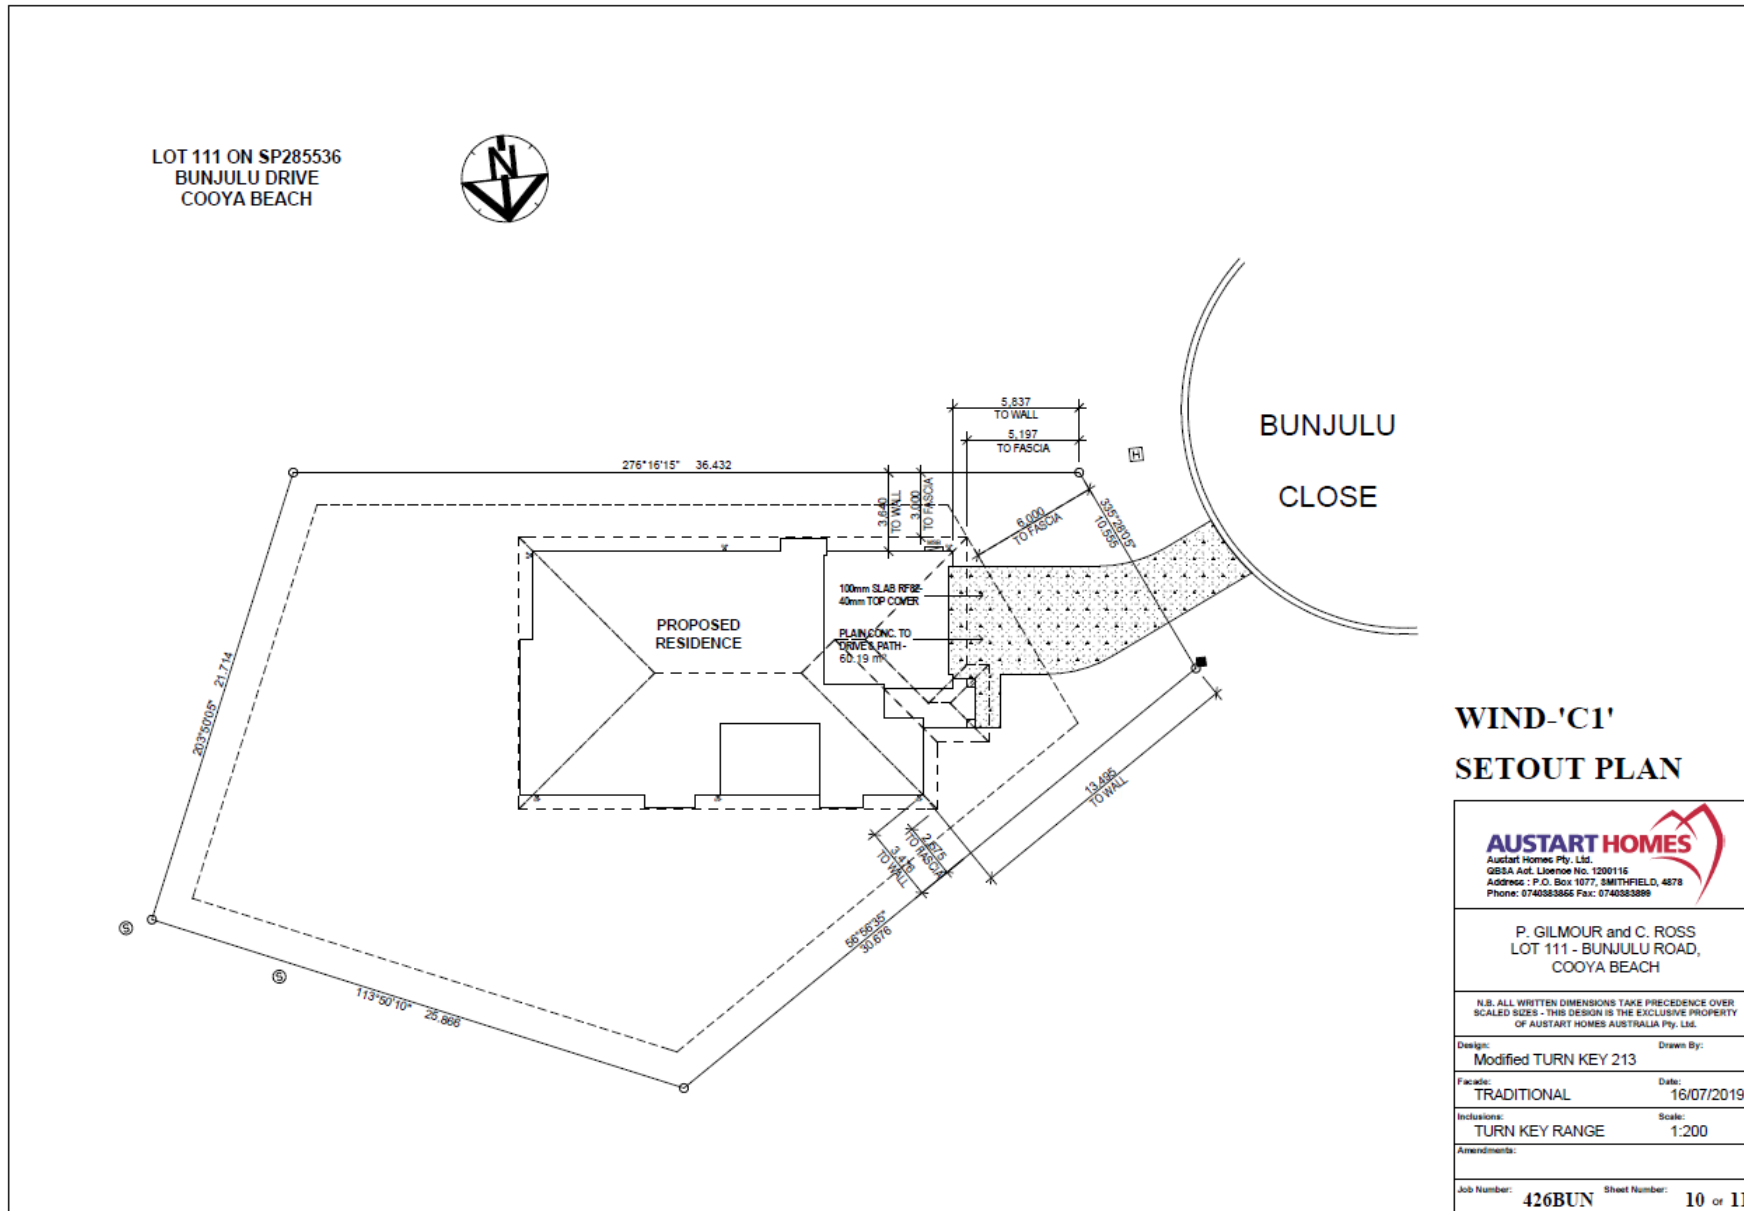 LOT 111 ON SP285536
BUNJULU DRIVE
COOYA BEACH
N
5,837
TO WALL
5,197
TO FASCIA
BUNJULU
CLOSE
H
276°16'15" 36.432
3,640
TO WALL
3,000
TO FASCIA
6,000
TO FASCIA
335°28'05"
10.555
100mm SLAB RF82-
40mm TOP COVER
PROPOSED
RESIDENCE
PLAIN CONC. TO
DRIVE & PATH -
60.19 m²
203°50'05" 21.714
13,495
TO WALL
2,675
TO FASCIA
3,476
TO WALL
56°56'35"
30.676
S
S
113°50'10" 25.866
WIND-'C1'
SETOUT PLAN
AUSTART HOMES
Austart Homes Pty. Ltd.
QBSA Act. Licence No. 1200115
Address : P.O. Box 1077, SMITHFIELD, 4878
Phone: 0740383855 Fax: 0740383899
P. GILMOUR and C. ROSS
LOT 111 - BUNJULU ROAD,
COOYA BEACH
N.B. ALL WRITTEN DIMENSIONS TAKE PRECEDENCE OVER
SCALED SIZES - THIS DESIGN IS THE EXCLUSIVE PROPERTY
OF AUSTART HOMES AUSTRALIA Pty. Ltd.
Design: Drawn By:
Modified TURN KEY 213
Facade: Date:
TRADITIONAL 16/07/2019
Inclusions: Scale:
TURN KEY RANGE 1:200
Amendments:
Job Number: 426BUN Sheet Number: 10 OF 11